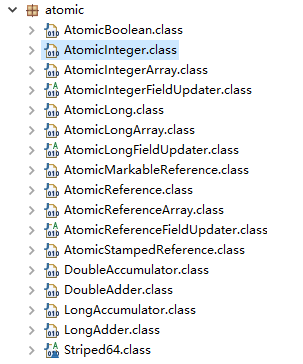 atomic
AtomicBoolean.class
AtomicInteger.class
AtomicIntegerArray.class
AtomicIntegerFieldUpdater.class
AtomicLong.class
AtomicLongArray.class
AtomicLongFieldUpdater.class
AtomicMarkableReference.class
AtomicReference.class
AtomicReferenceArray.class
AtomicReferenceFieldUpdater.class
AtomicStampedReference.class
DoubleAccumulator.class
DoubleAdder.class
LongAccumulator.class
LongAdder.class
Striped64.class